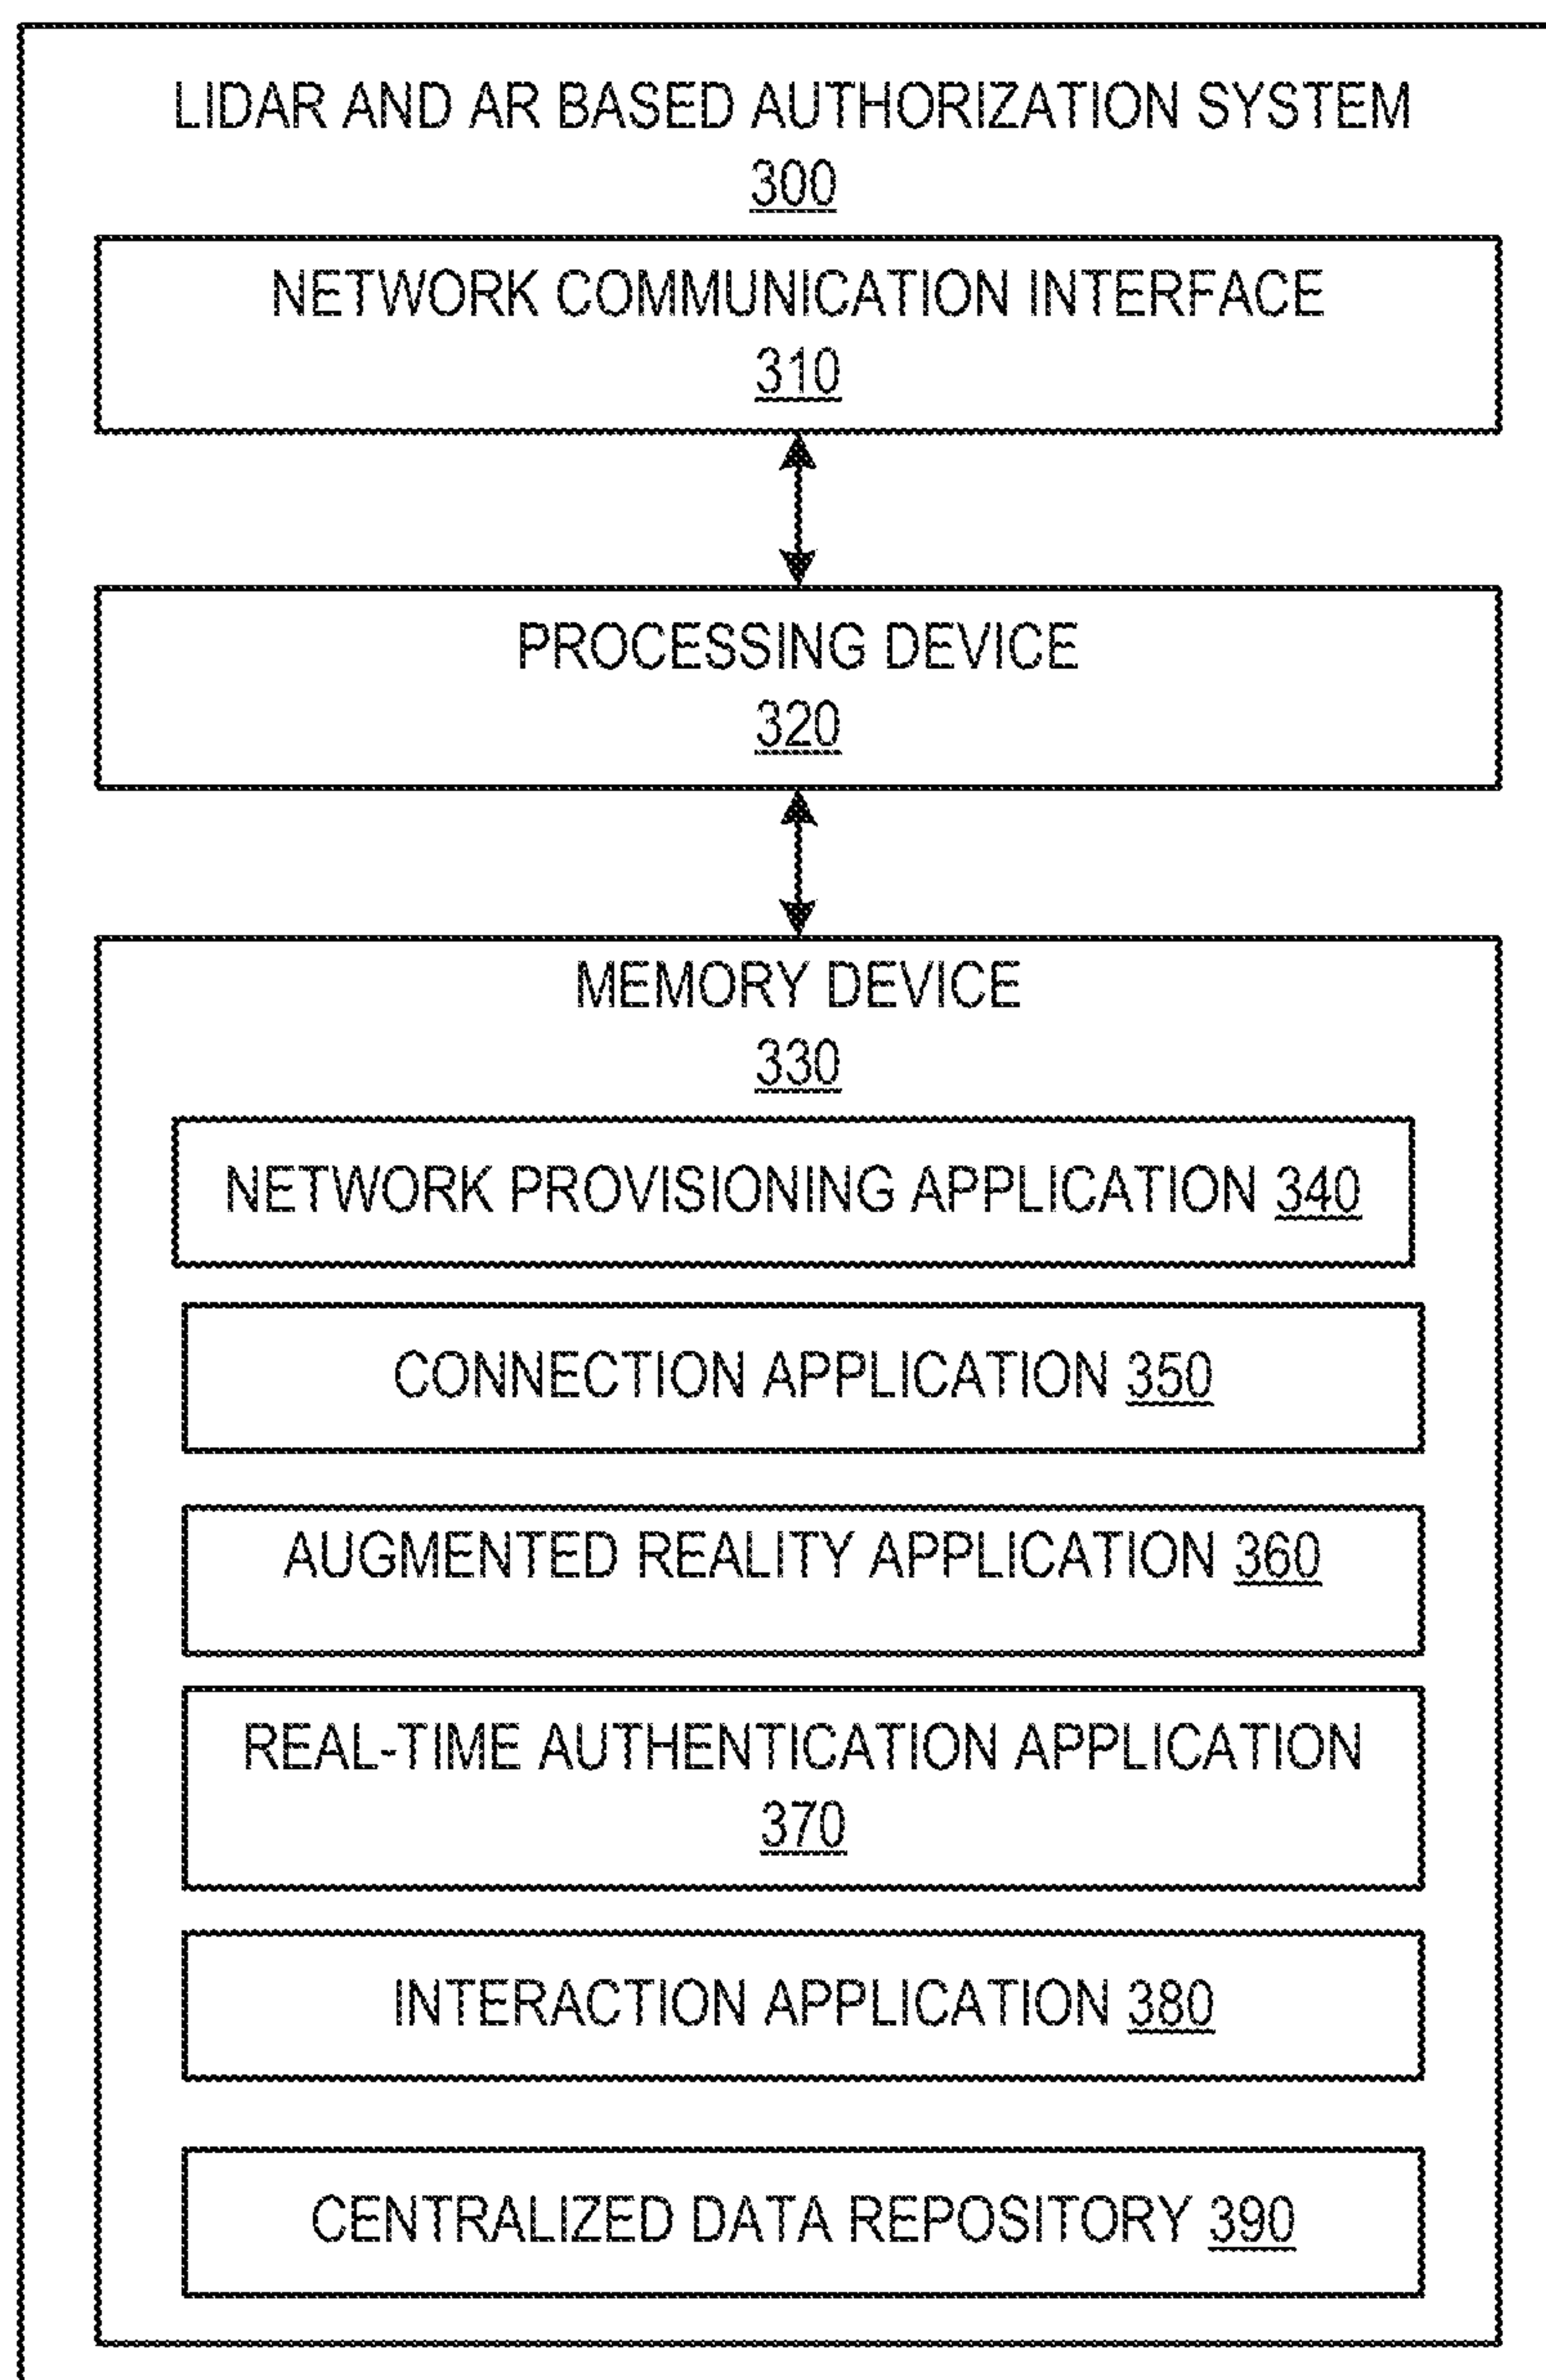 LIDAR AND AR BASED AUTHORIZATION SYSTEM
300
NETWORK COMMUNICATION INTERFACE
310
PROCESSING DEVICE
320
MEMORY DEVICE
330
NETWORK PROVISIONING APPLICATION 340
CONNECTION APPLICATION 350
AUGMENTED REALITY APPLICATION 360
REAL-TIME AUTHENTICATION APPLICATION
370
INTERACTION APPLICATION 380
CENTRALIZED DATA REPOSITORY 390